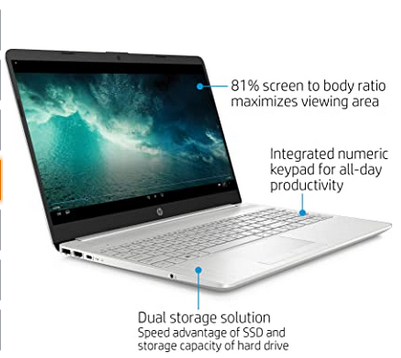 81% screen to body ratio
maximizes viewing area
Integrated numeric
keypad for all-day
productivity
hp
Dual storage solution
Speed advantage of SSD and
storage capacity of hard drive